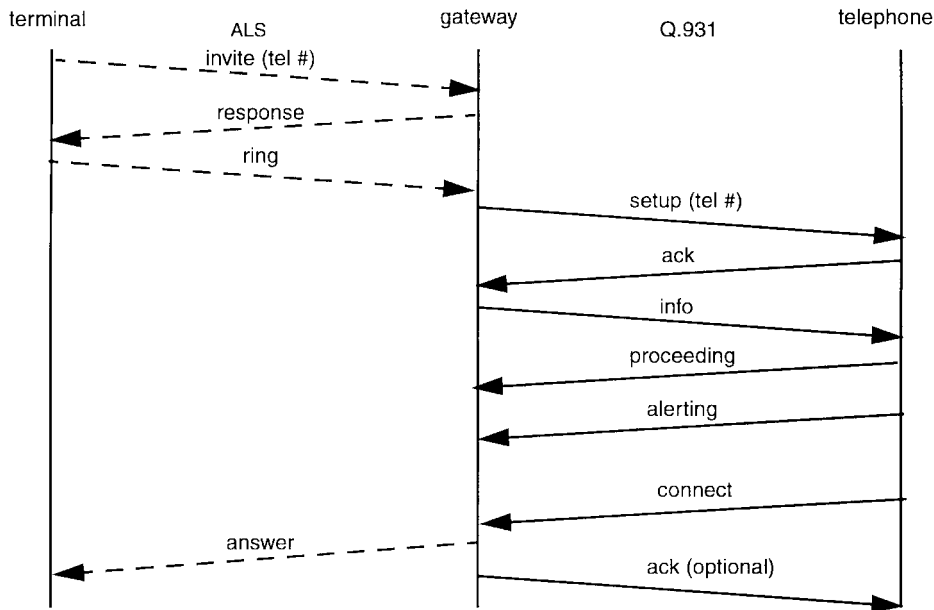 terminal
gateway
telephone
ALS
Q.931
invite (tel #)
response
ring
setup (tel #)
ack
info
proceeding
alerting
connect
answer
ack (optional)